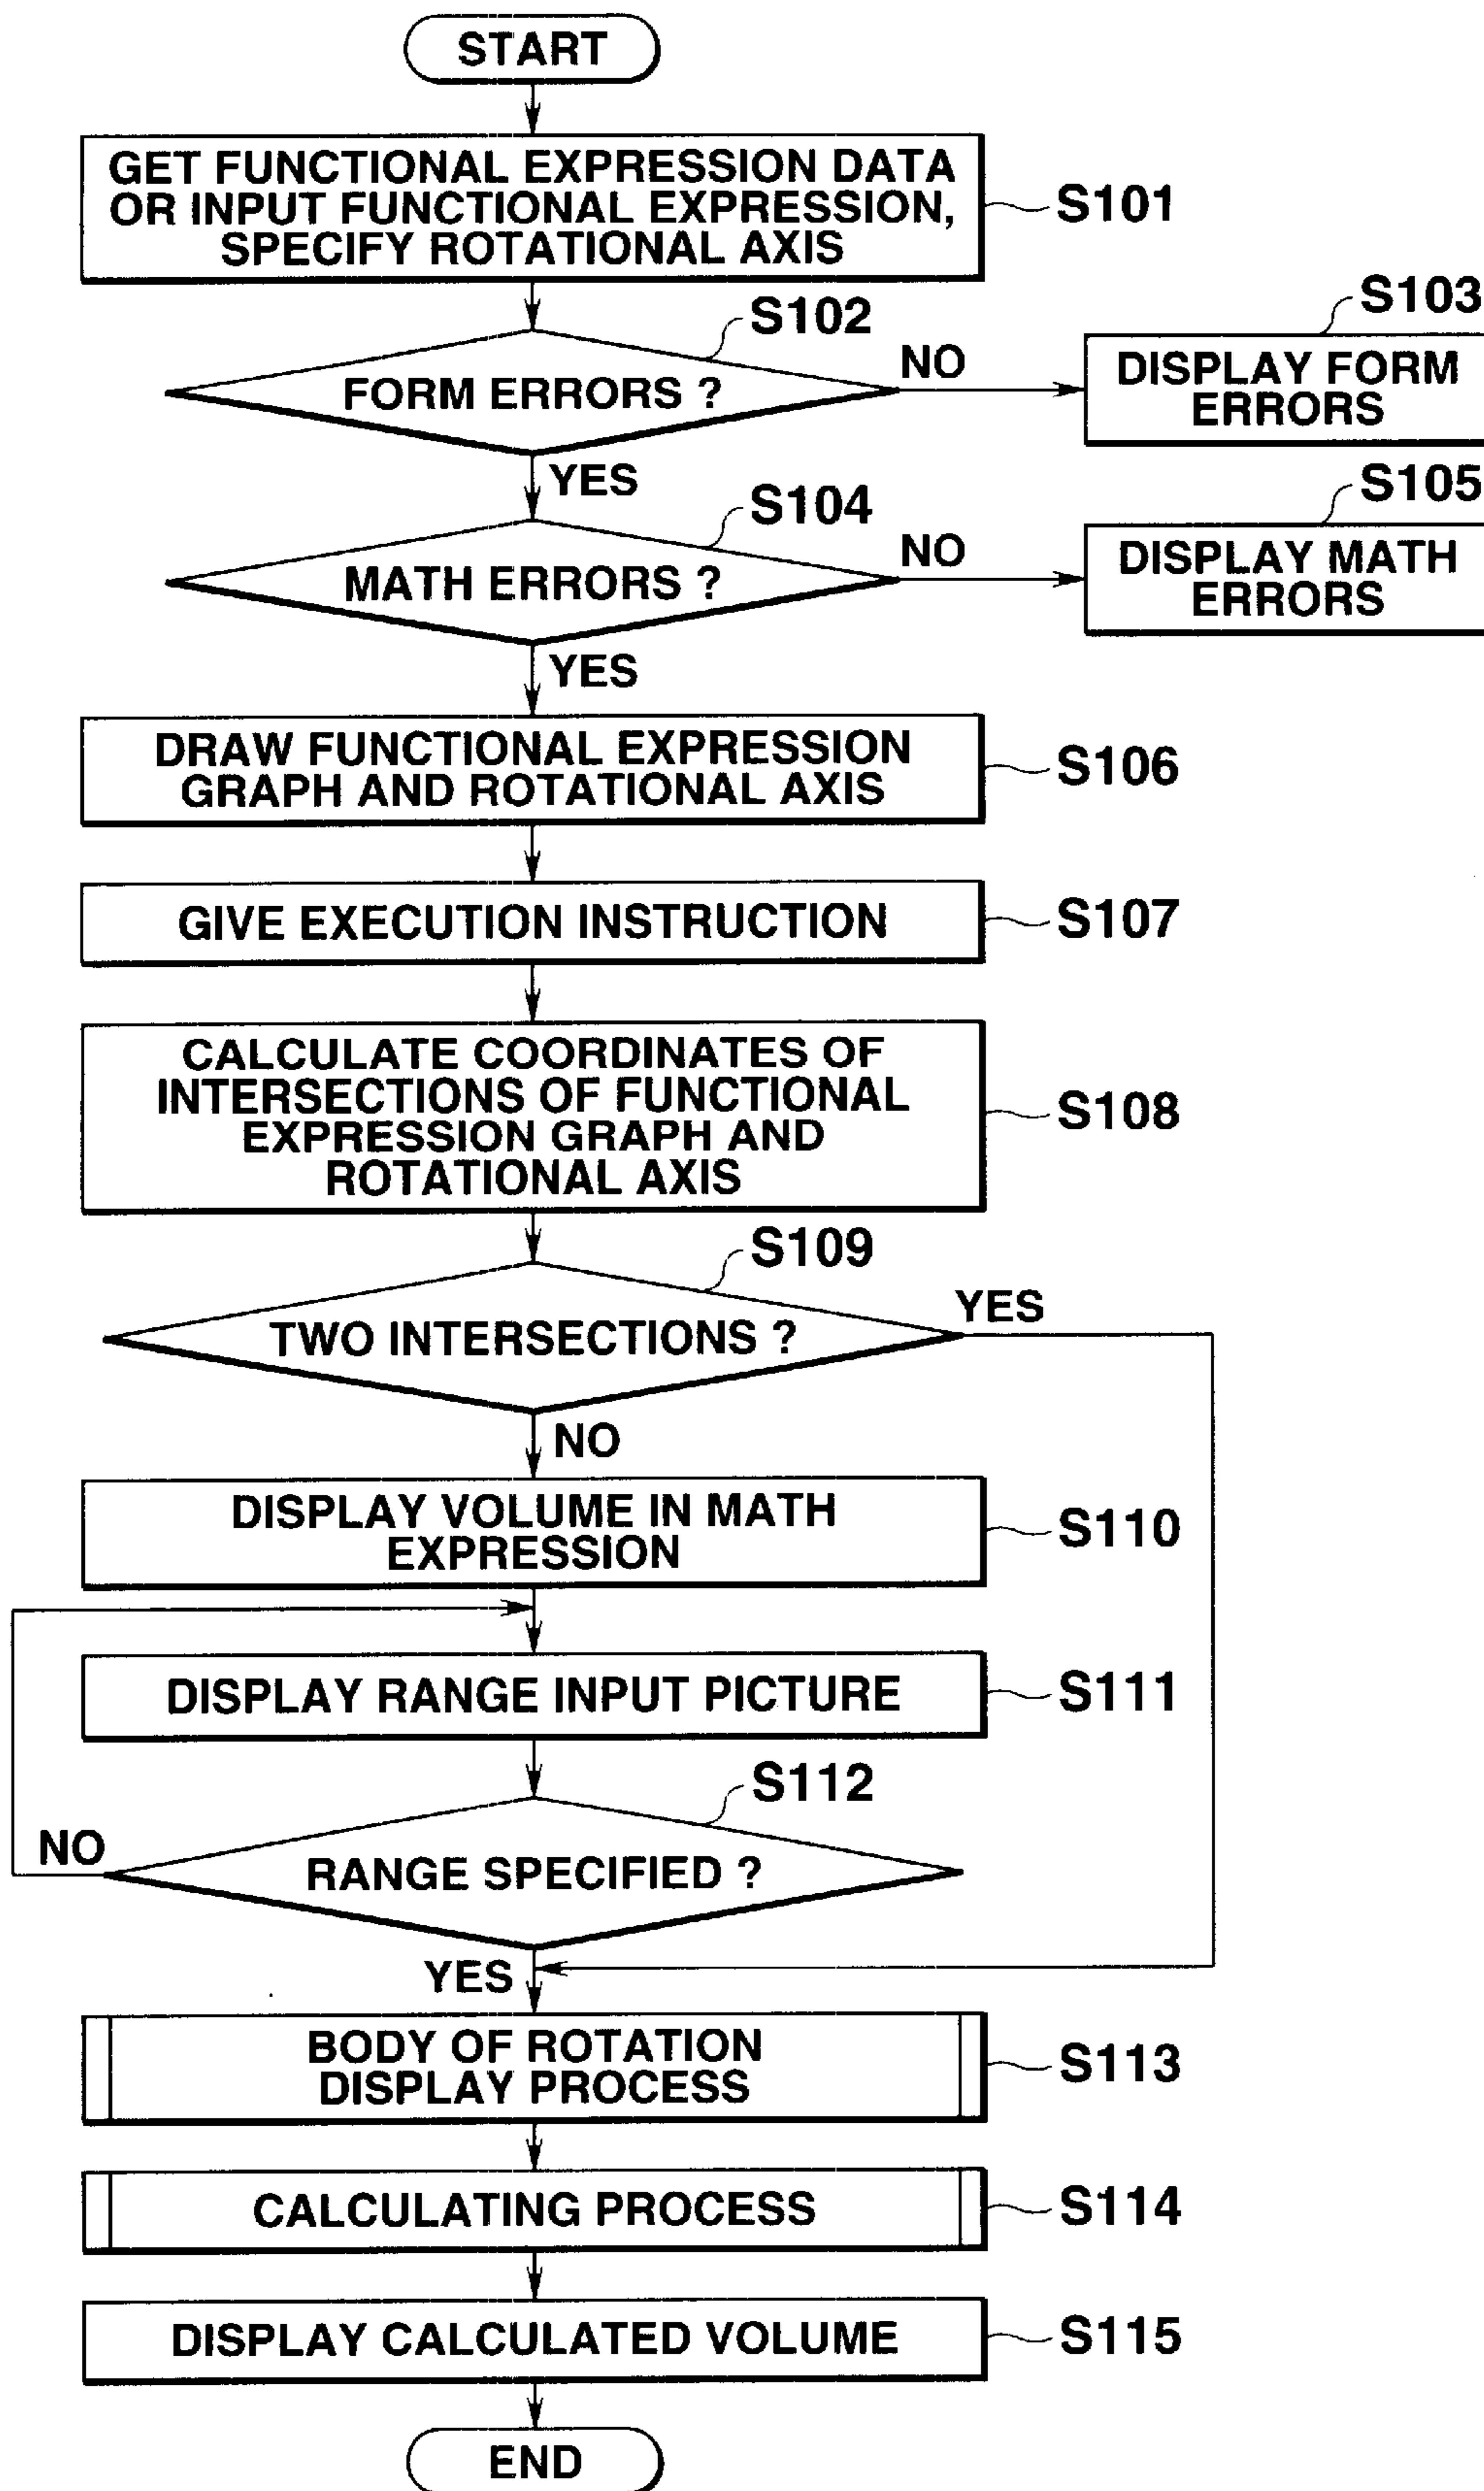 START
GET FUNCTIONAL EXPRESSION DATA
OR INPUT FUNCTIONAL EXPRESSION,
SPECIFY ROTATIONAL AXIS
S101
S102
FORM ERRORS ?
NO
S103
DISPLAY FORM
ERRORS
YES
S104
MATH ERRORS ?
NO
S105
DISPLAY MATH
ERRORS
YES
DRAW FUNCTIONAL EXPRESSION
GRAPH AND ROTATIONAL AXIS
S106
GIVE EXECUTION INSTRUCTION
S107
CALCULATE COORDINATES OF
INTERSECTIONS OF FUNCTIONAL
EXPRESSION GRAPH AND
ROTATIONAL AXIS
S108
S109
TWO INTERSECTIONS ?
YES
NO
DISPLAY VOLUME IN MATH
EXPRESSION
S110
DISPLAY RANGE INPUT PICTURE
S111
S112
NO
RANGE SPECIFIED ?
YES
BODY OF ROTATION
DISPLAY PROCESS
S113
CALCULATING PROCESS
S114
DISPLAY CALCULATED VOLUME
S115
END